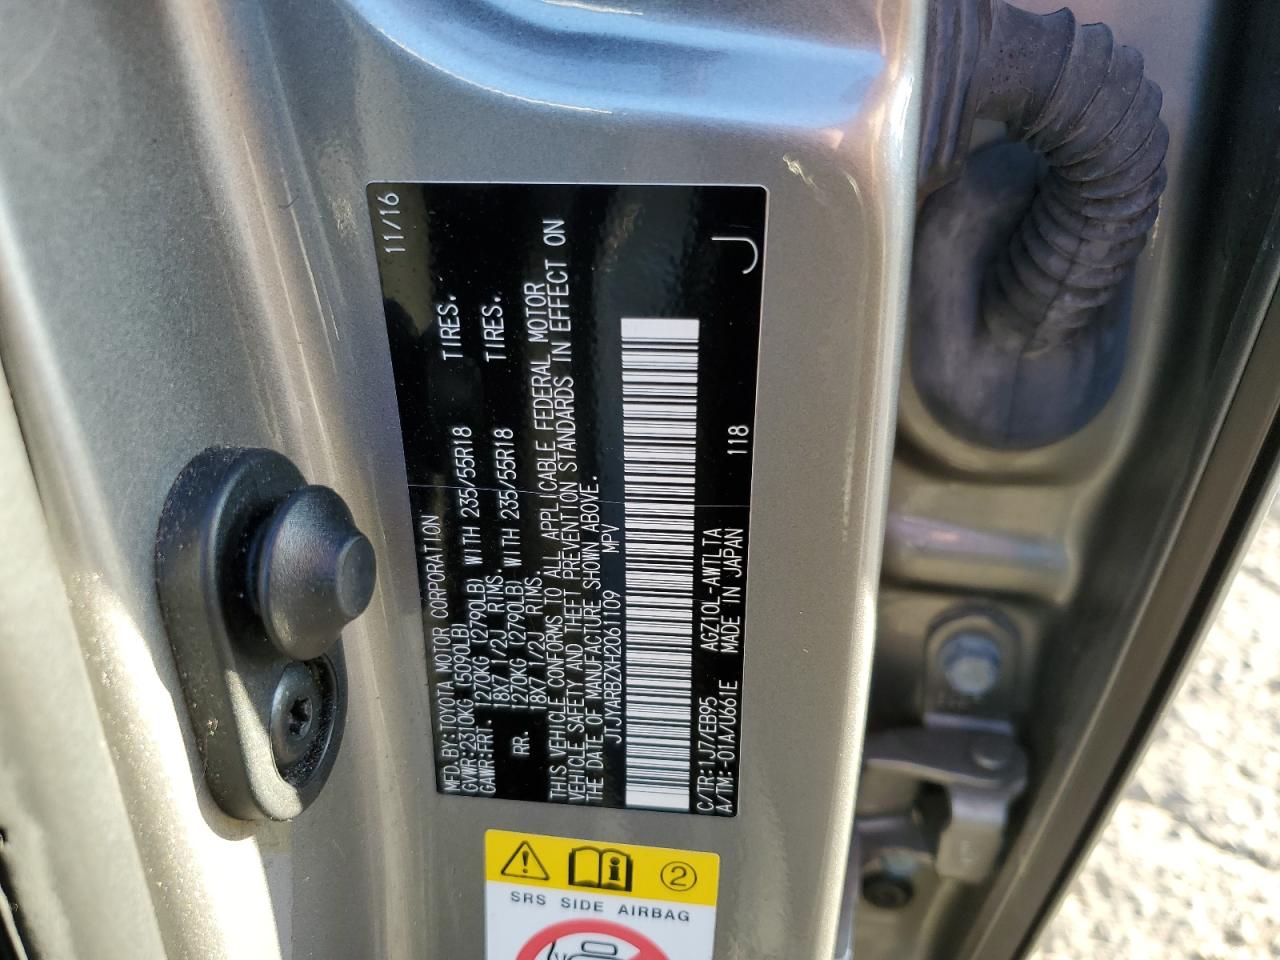 11/16
MFD.BY:TOYOTA MOTOR CORPORATION
GVWR:2310KG (5090LB)
GAWR:FRT. 1270KG (2790LB) WITH 235/55R18 TIRES.
18X7 1/2J RIMS.
RR. 1270KG (2790LB) WITH 235/55R18 TIRES.
18X7 1/2J RIMS.
THIS VEHICLE CONFORMS TO ALL APPLICABLE FEDERAL MOTOR
VEHICLE SAFETY AND THEFT PREVENTION STANDARDS IN EFFECT ON
THE DATE OF MANUFACTURE SHOWN ABOVE.
JTJYARBZXH2061109 MPV
C/TR:1J7/EB95 AGZ10L-AWTLTA 118
A/TM:-01A/U661E MADE IN JAPAN
J
2
SRS SIDE AIRBAG